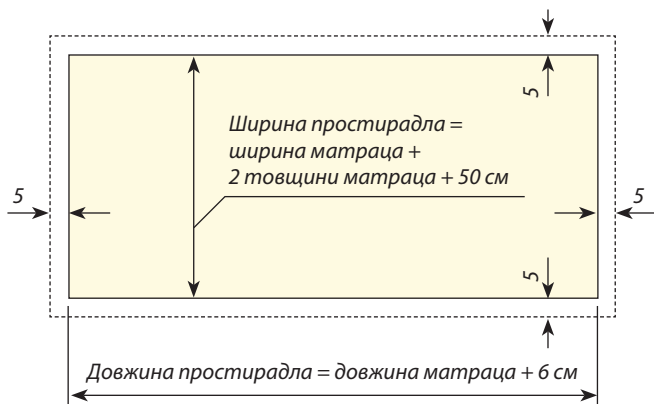 5
Ширина простирадла =
ширина матраца +
2 товщини матраца + 50 см
5
5
5
Довжина простирадла = довжина матраца + 6 см